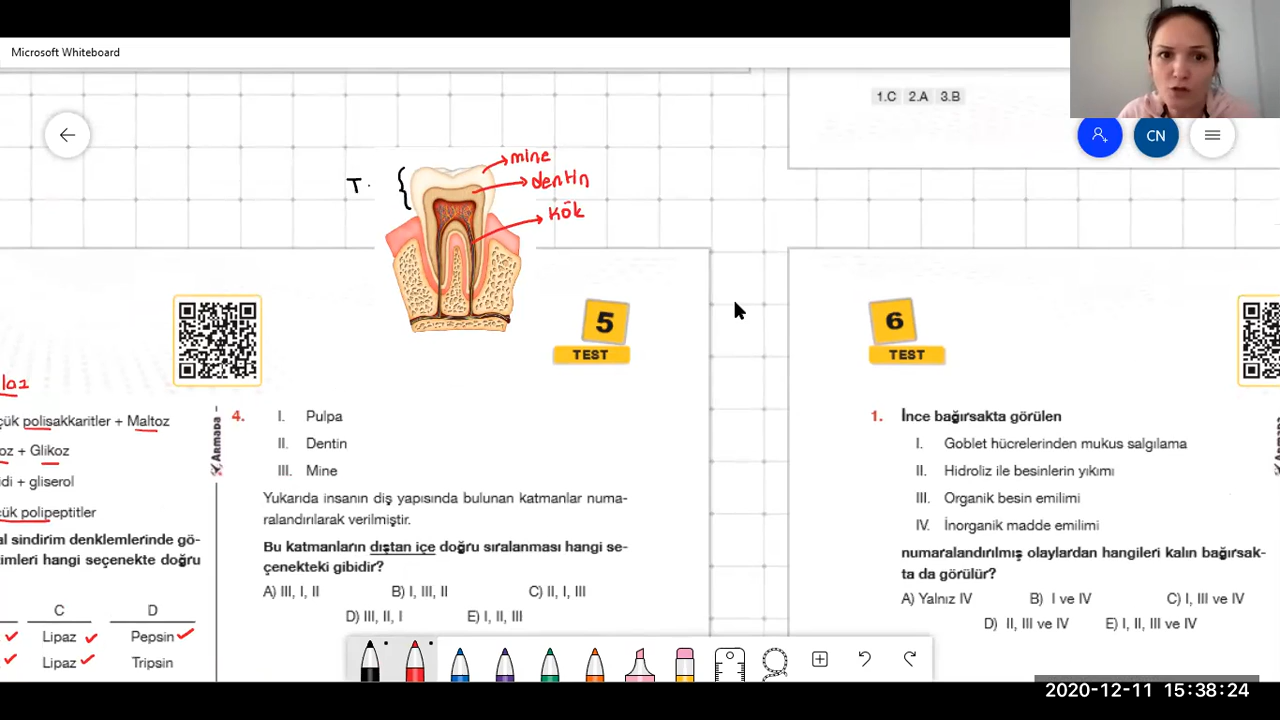 Microsoft Whiteboard
1.C 2.A 3.B
CN
mine
dentin
kök
T
5
TEST
6
TEST
çük polisakkaritler + Maltoz
oz + Glikoz
idi + gliserol
çük polipeptitler
al sindirim denklemlerinde gö-
timleri hangi seçenekte doğru
C D
Lipaz Pepsin
Lipaz Tripsin
Armada
4. I. Pulpa
II. Dentin
III. Mine
Yukarıda insanın diş yapısında bulunan katmanlar numa-
ralandırılarak verilmiştir.
Bu katmanların dıştan içe doğru sıralanması hangi se-
çenekteki gibidir?
A) III, I, II B) I, III, II C) II, I, III
D) III, II, I E) I, II, III
1. İnce bağırsakta görülen
I. Goblet hücrelerinden mukus salgılama
II. Hidroliz ile besinlerin yıkımı
III. Organik besin emilimi
IV. İnorganik madde emilimi
numaralandırılmış olaylardan hangileri kalın bağırsak-
ta da görülür?
A) Yalnız IV B) I ve IV C) I, III ve IV
D) II, III ve IV E) I, II, III ve IV
2020-12-11 15:38:24